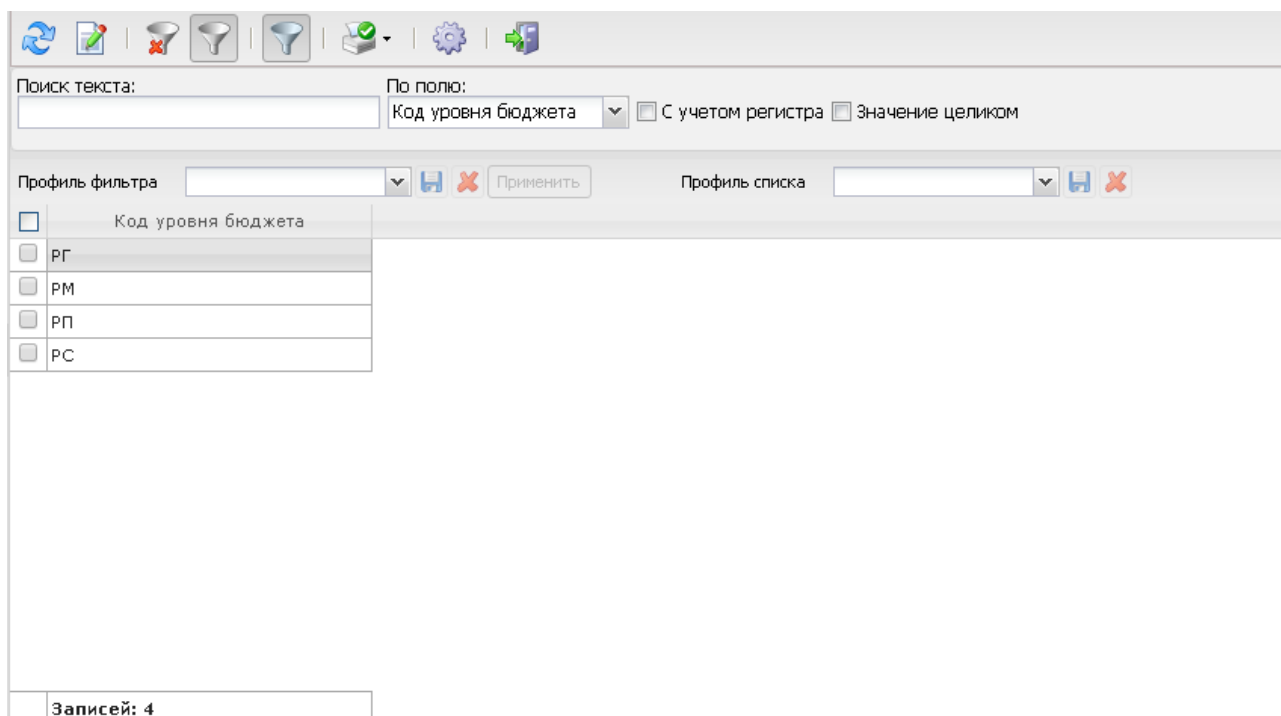 Поиск текста:
По полю:
Код уровня бюджета
С учетом регистра
Значение целиком
Профиль фильтра
Применить
Профиль списка
Код уровня бюджета
РГ
РМ
РП
РС
Записей: 4